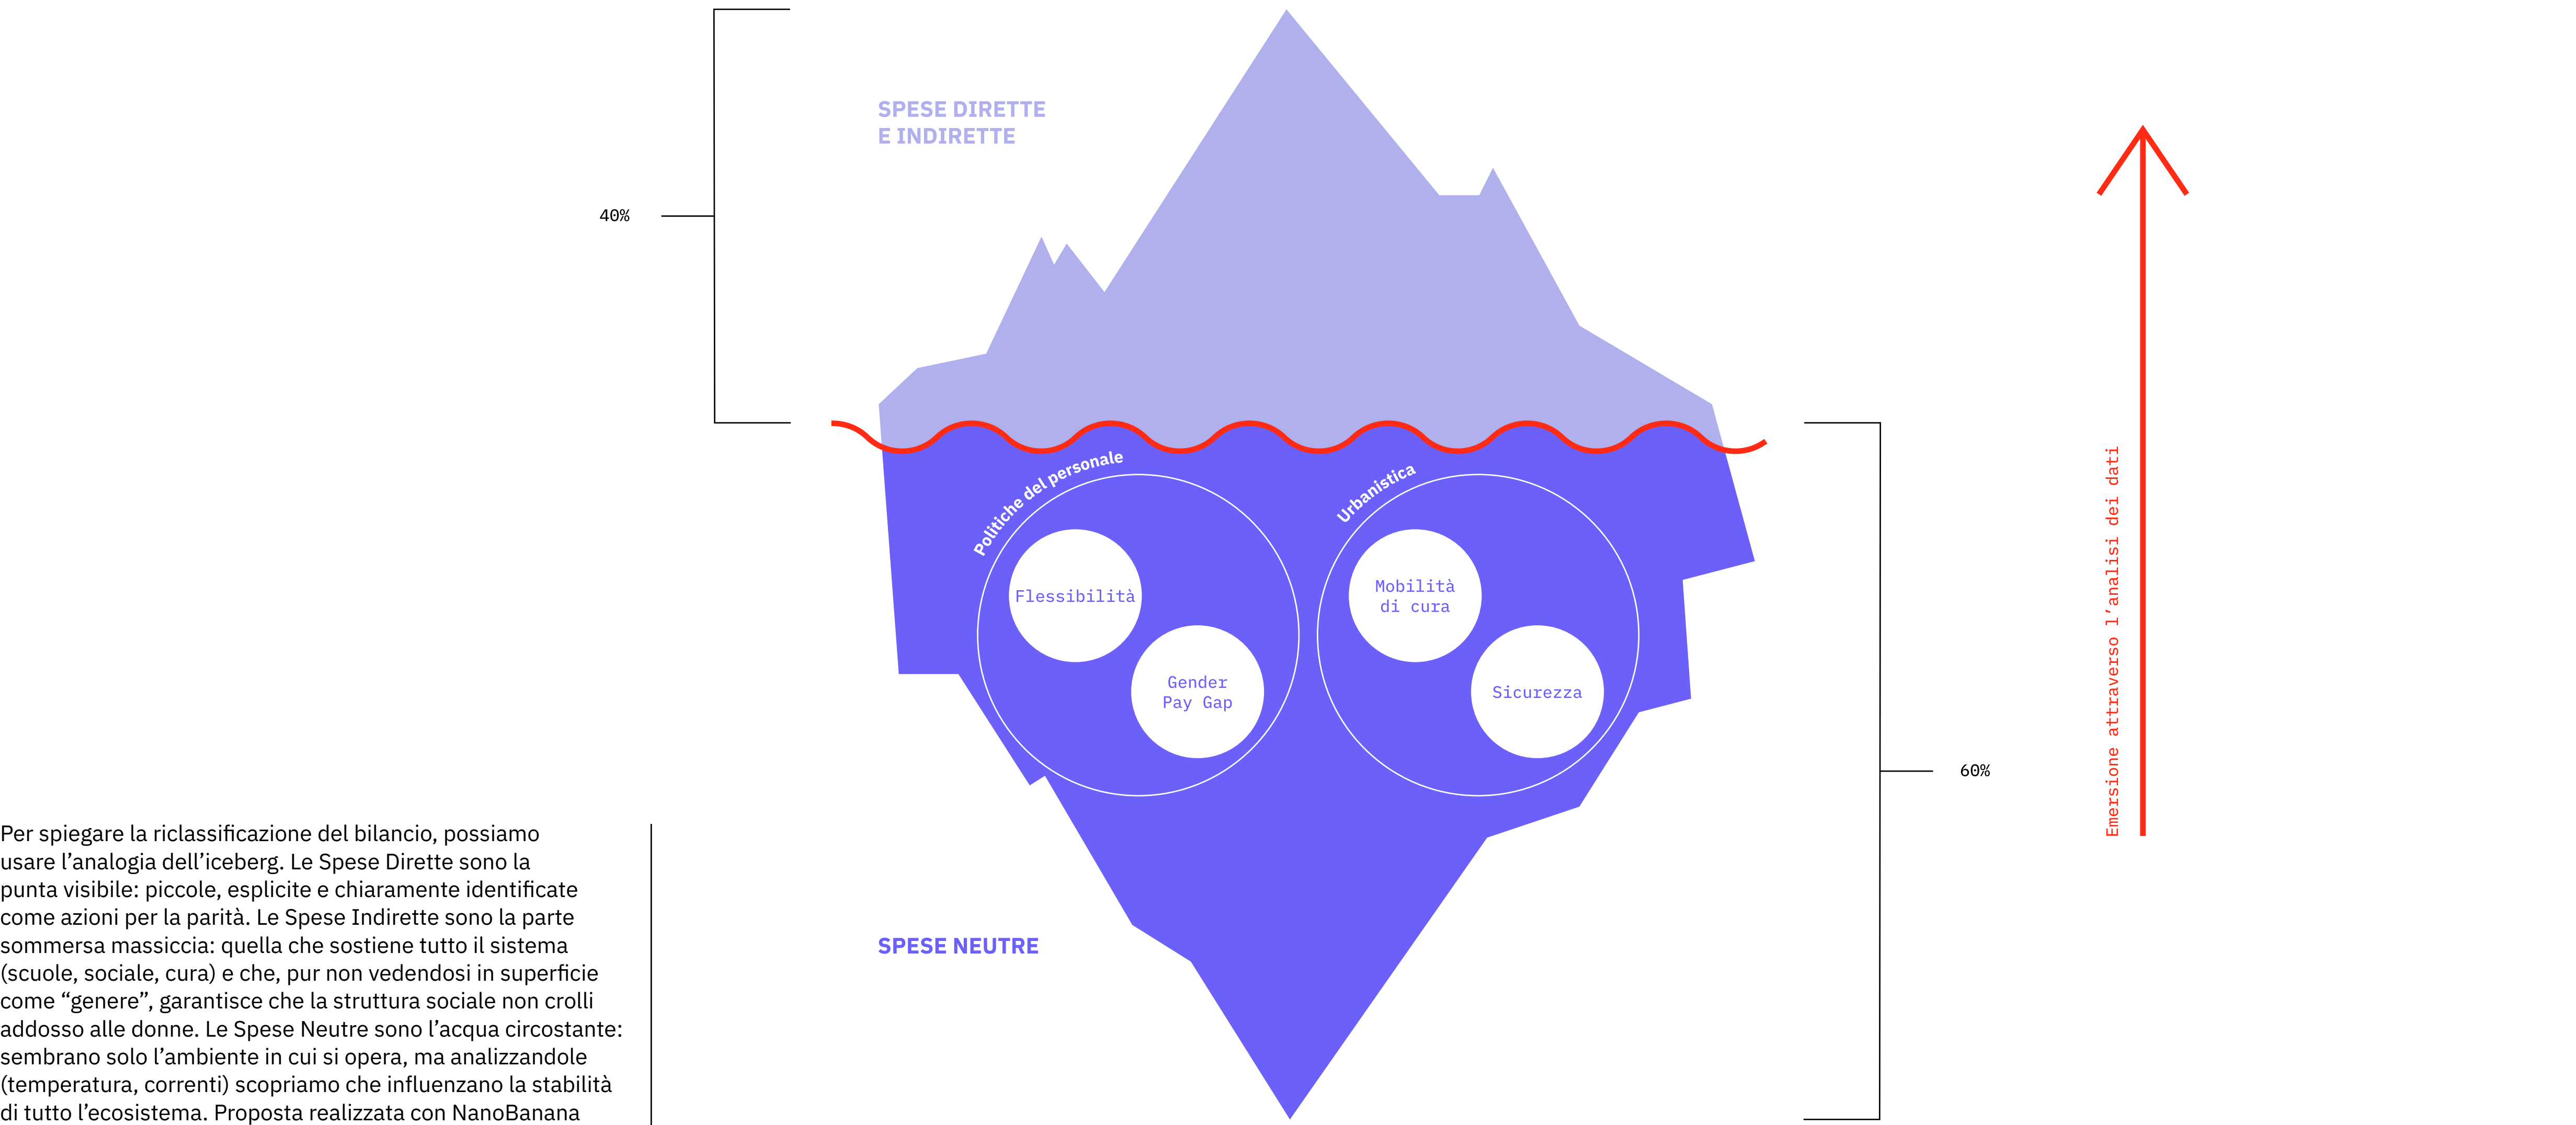 SPESE DIRETTE
E INDIRETTE
40%
Politiche del personale
Flessibilità
Gender
Pay Gap
Urbanistica
Mobilità
di cura
Sicurezza
60%
Emersione attraverso l’analisi dei dati
SPESE NEUTRE
Per spiegare la riclassificazione del bilancio, possiamo
usare l’analogia dell’iceberg. Le Spese Dirette sono la
punta visibile: piccole, esplicite e chiaramente identificate
come azioni per la parità. Le Spese Indirette sono la parte
sommersa massiccia: quella che sostiene tutto il sistema
(scuole, sociale, cura) e che, pur non vedendosi in superficie
come “genere”, garantisce che la struttura sociale non crolli
addosso alle donne. Le Spese Neutre sono l’acqua circostante:
sembrano solo l’ambiente in cui si opera, ma analizzandole
(temperatura, correnti) scopriamo che influenzano la stabilità
di tutto l’ecosistema. Proposta realizzata con NanoBanana